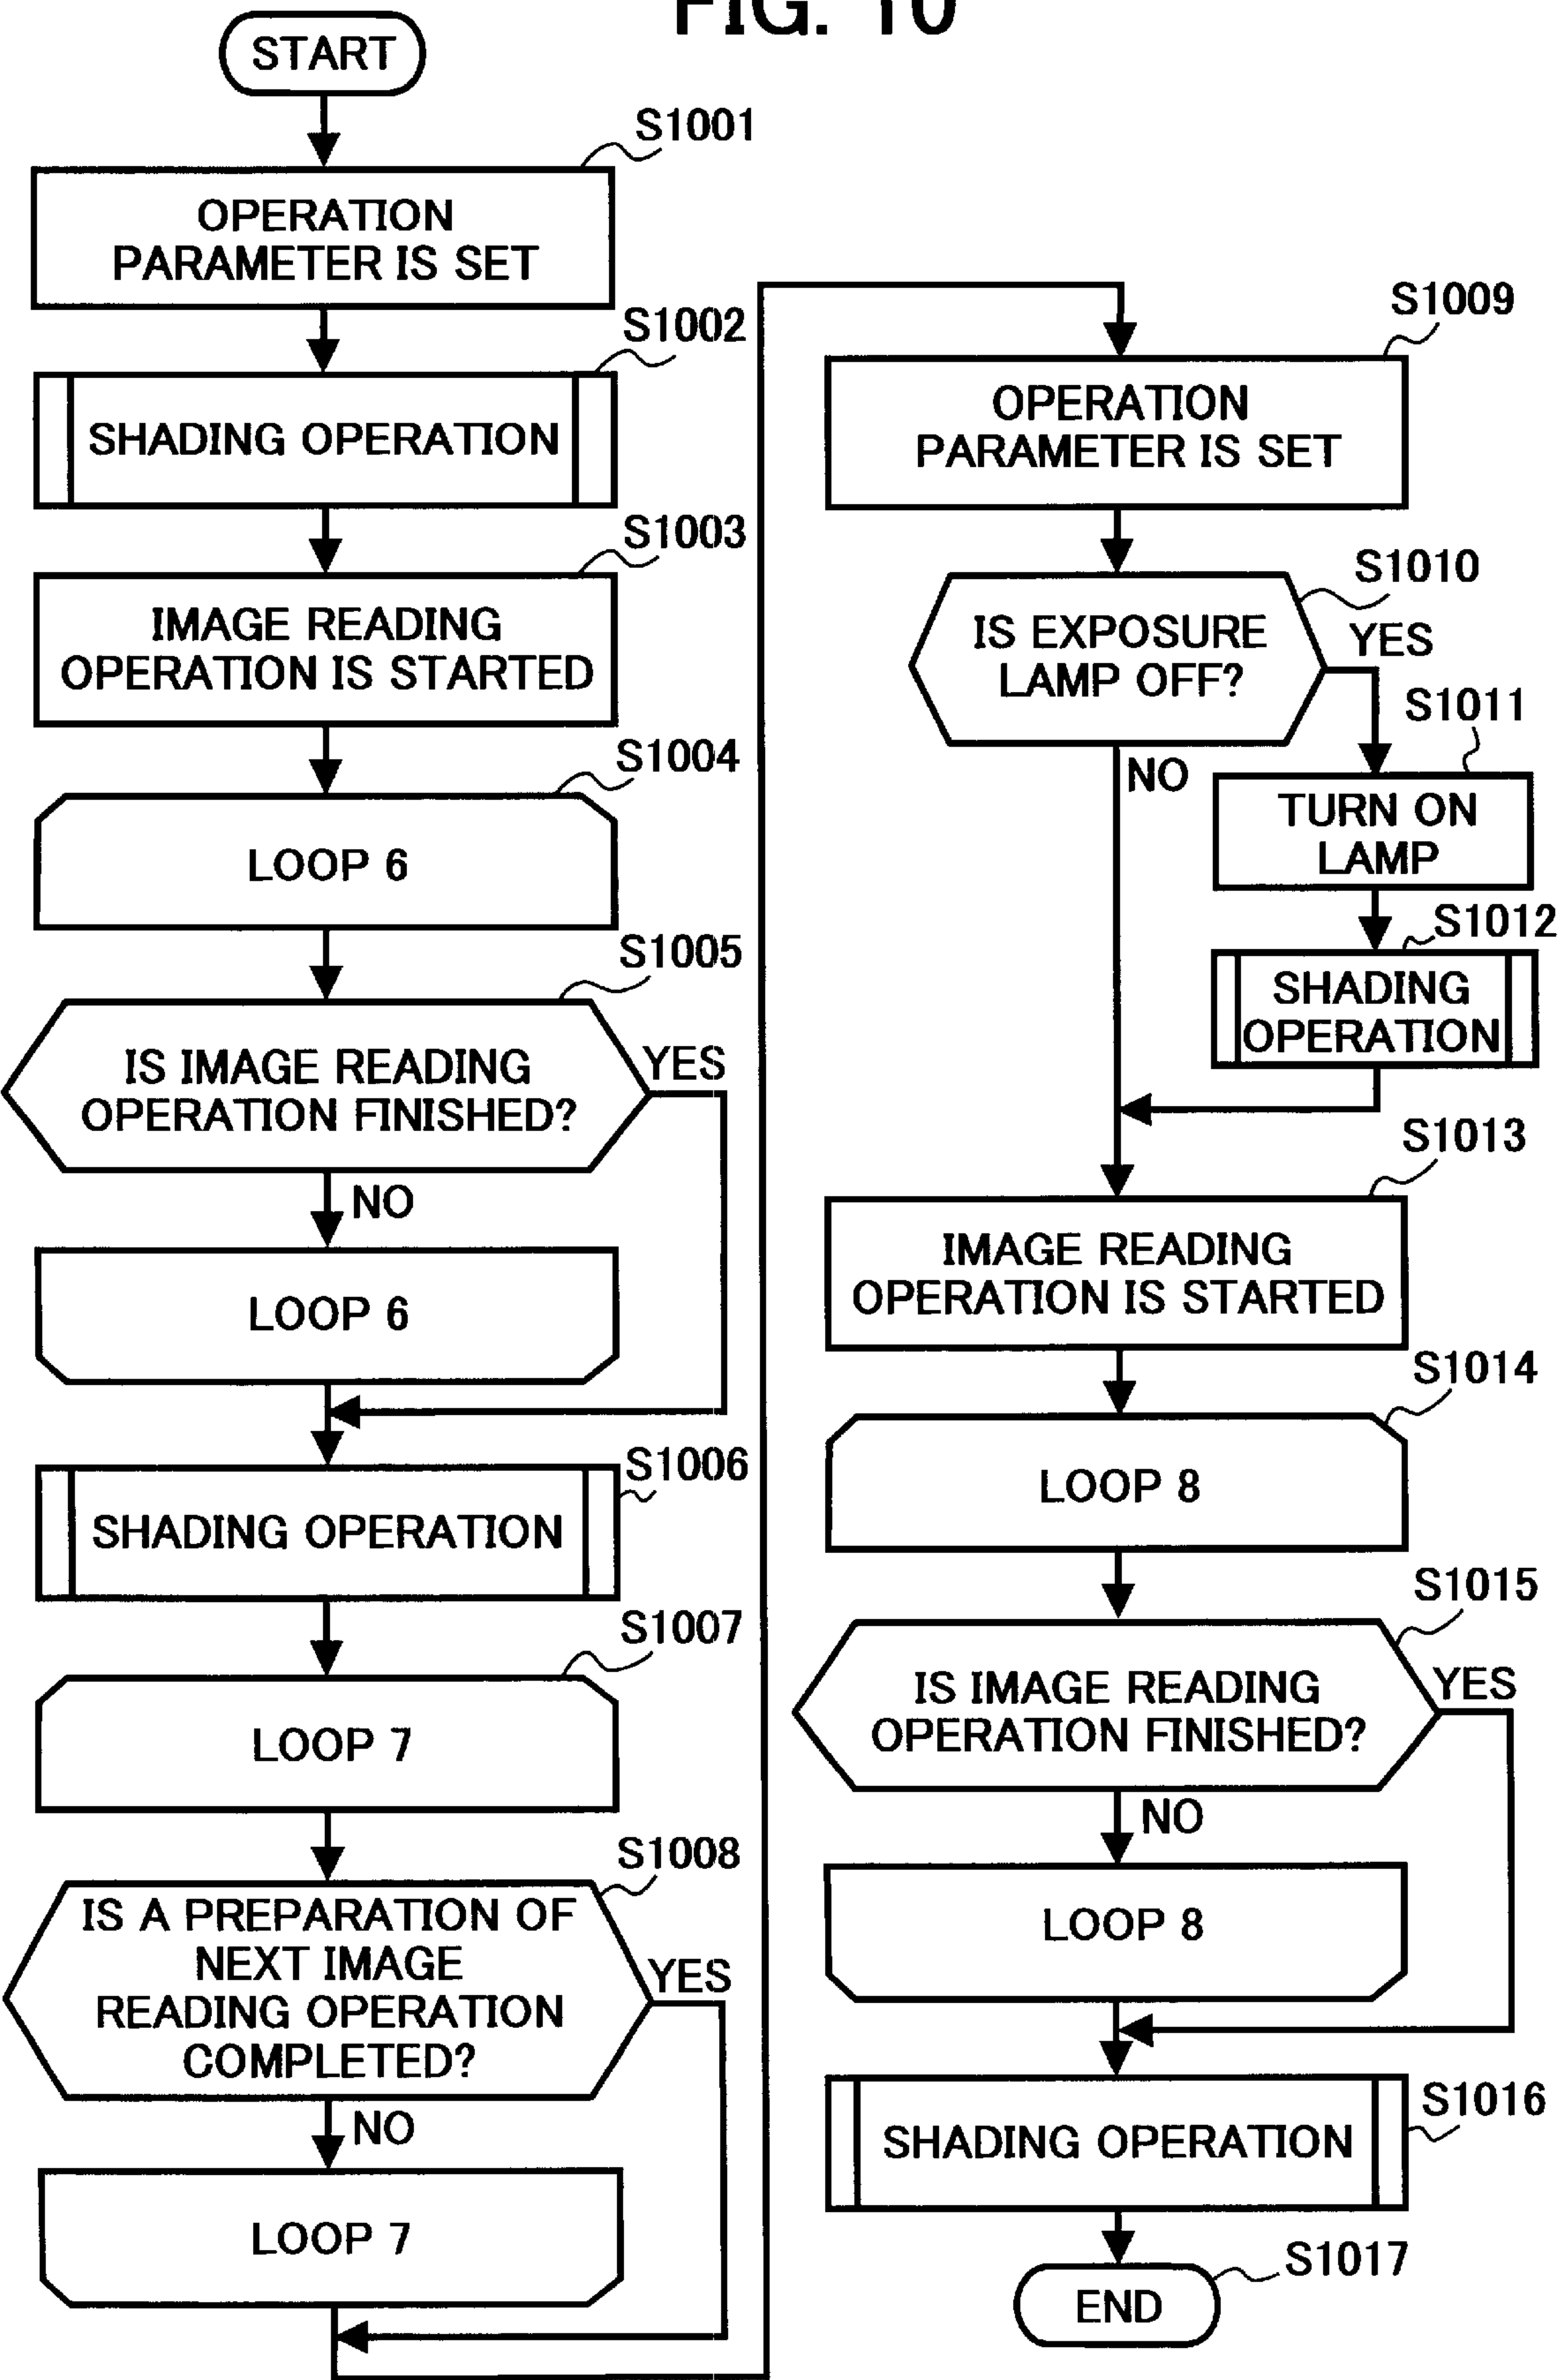 FIG. 10
START
S1001
OPERATION
PARAMETER IS SET
S1002
SHADING OPERATION
S1003
IMAGE READING
OPERATION IS STARTED
S1004
LOOP 6
S1005
IS IMAGE READING
OPERATION FINISHED?
YES
NO
LOOP 6
S1006
SHADING OPERATION
S1007
LOOP 7
S1008
IS A PREPARATION OF
NEXT IMAGE
READING OPERATION
COMPLETED?
YES
NO
LOOP 7
S1009
OPERATION
PARAMETER IS SET
S1010
IS EXPOSURE
LAMP OFF?
YES
NO
S1011
TURN ON
LAMP
S1012
SHADING
OPERATION
S1013
IMAGE READING
OPERATION IS STARTED
S1014
LOOP 8
S1015
IS IMAGE READING
OPERATION FINISHED?
YES
NO
LOOP 8
S1016
SHADING OPERATION
S1017
END